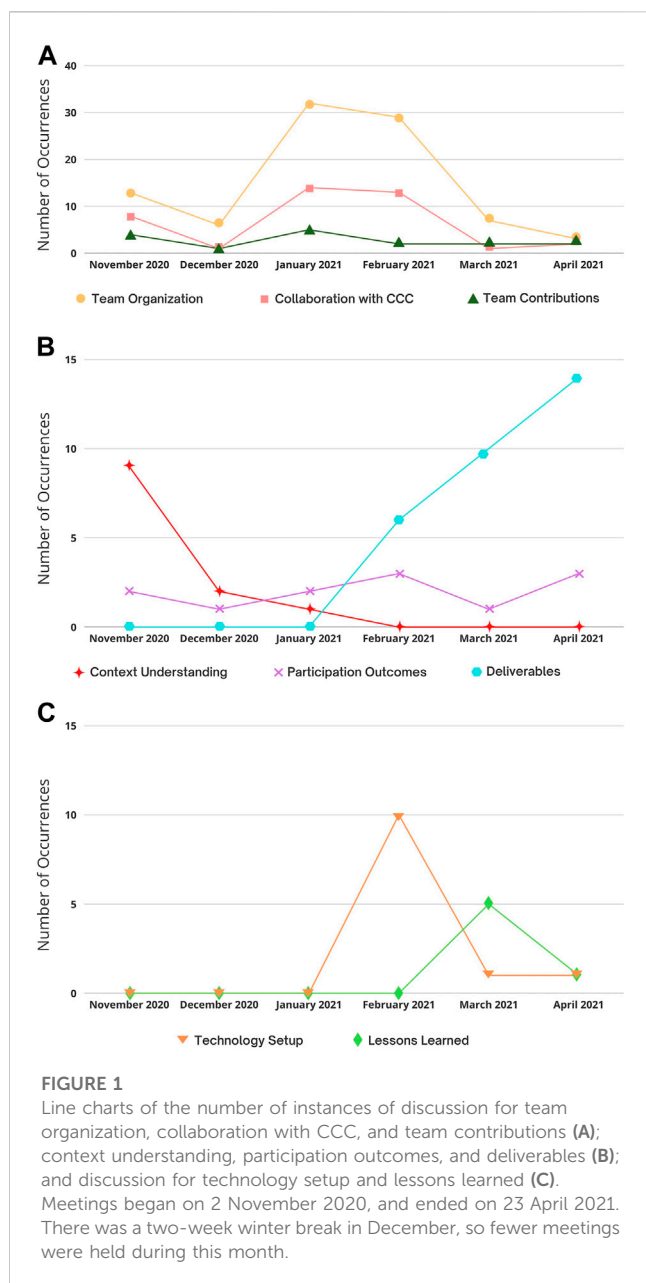 A
Number of Occurrences
40
30
20
10
0
November 2020 December 2020 January 2021 February 2021 March 2021 April 2021
Team Organization Collaboration with CCC Team Contributions
B
Number of Occurrences
15
10
5
0
November 2020 December 2020 January 2021 February 2021 March 2021 April 2021
Context Understanding Participation Outcomes Deliverables
C
Number of Occurrences
15
10
5
0
November 2020 December 2020 January 2021 February 2021 March 2021 April 2021
Technology Setup Lessons Learned
FIGURE 1
Line charts of the number of instances of discussion for team
organization, collaboration with CCC, and team contributions (A);
context understanding, participation outcomes, and deliverables (B);
and discussion for technology setup and lessons learned (C).
Meetings began on 2 November 2020, and ended on 23 April 2021.
There was a two-week winter break in December, so fewer meetings
were held during this month.